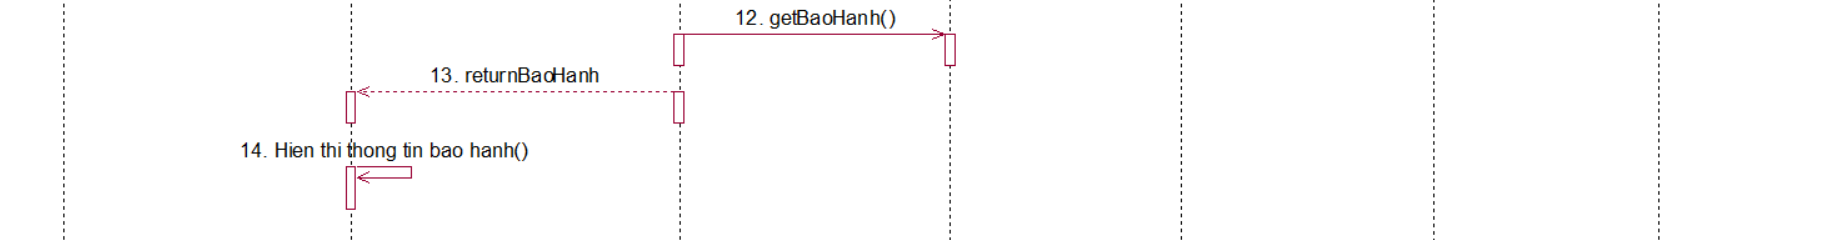 12. getBaoHanh()
13. returnBaoHanh
14. Hien thi thong tin bao hanh()